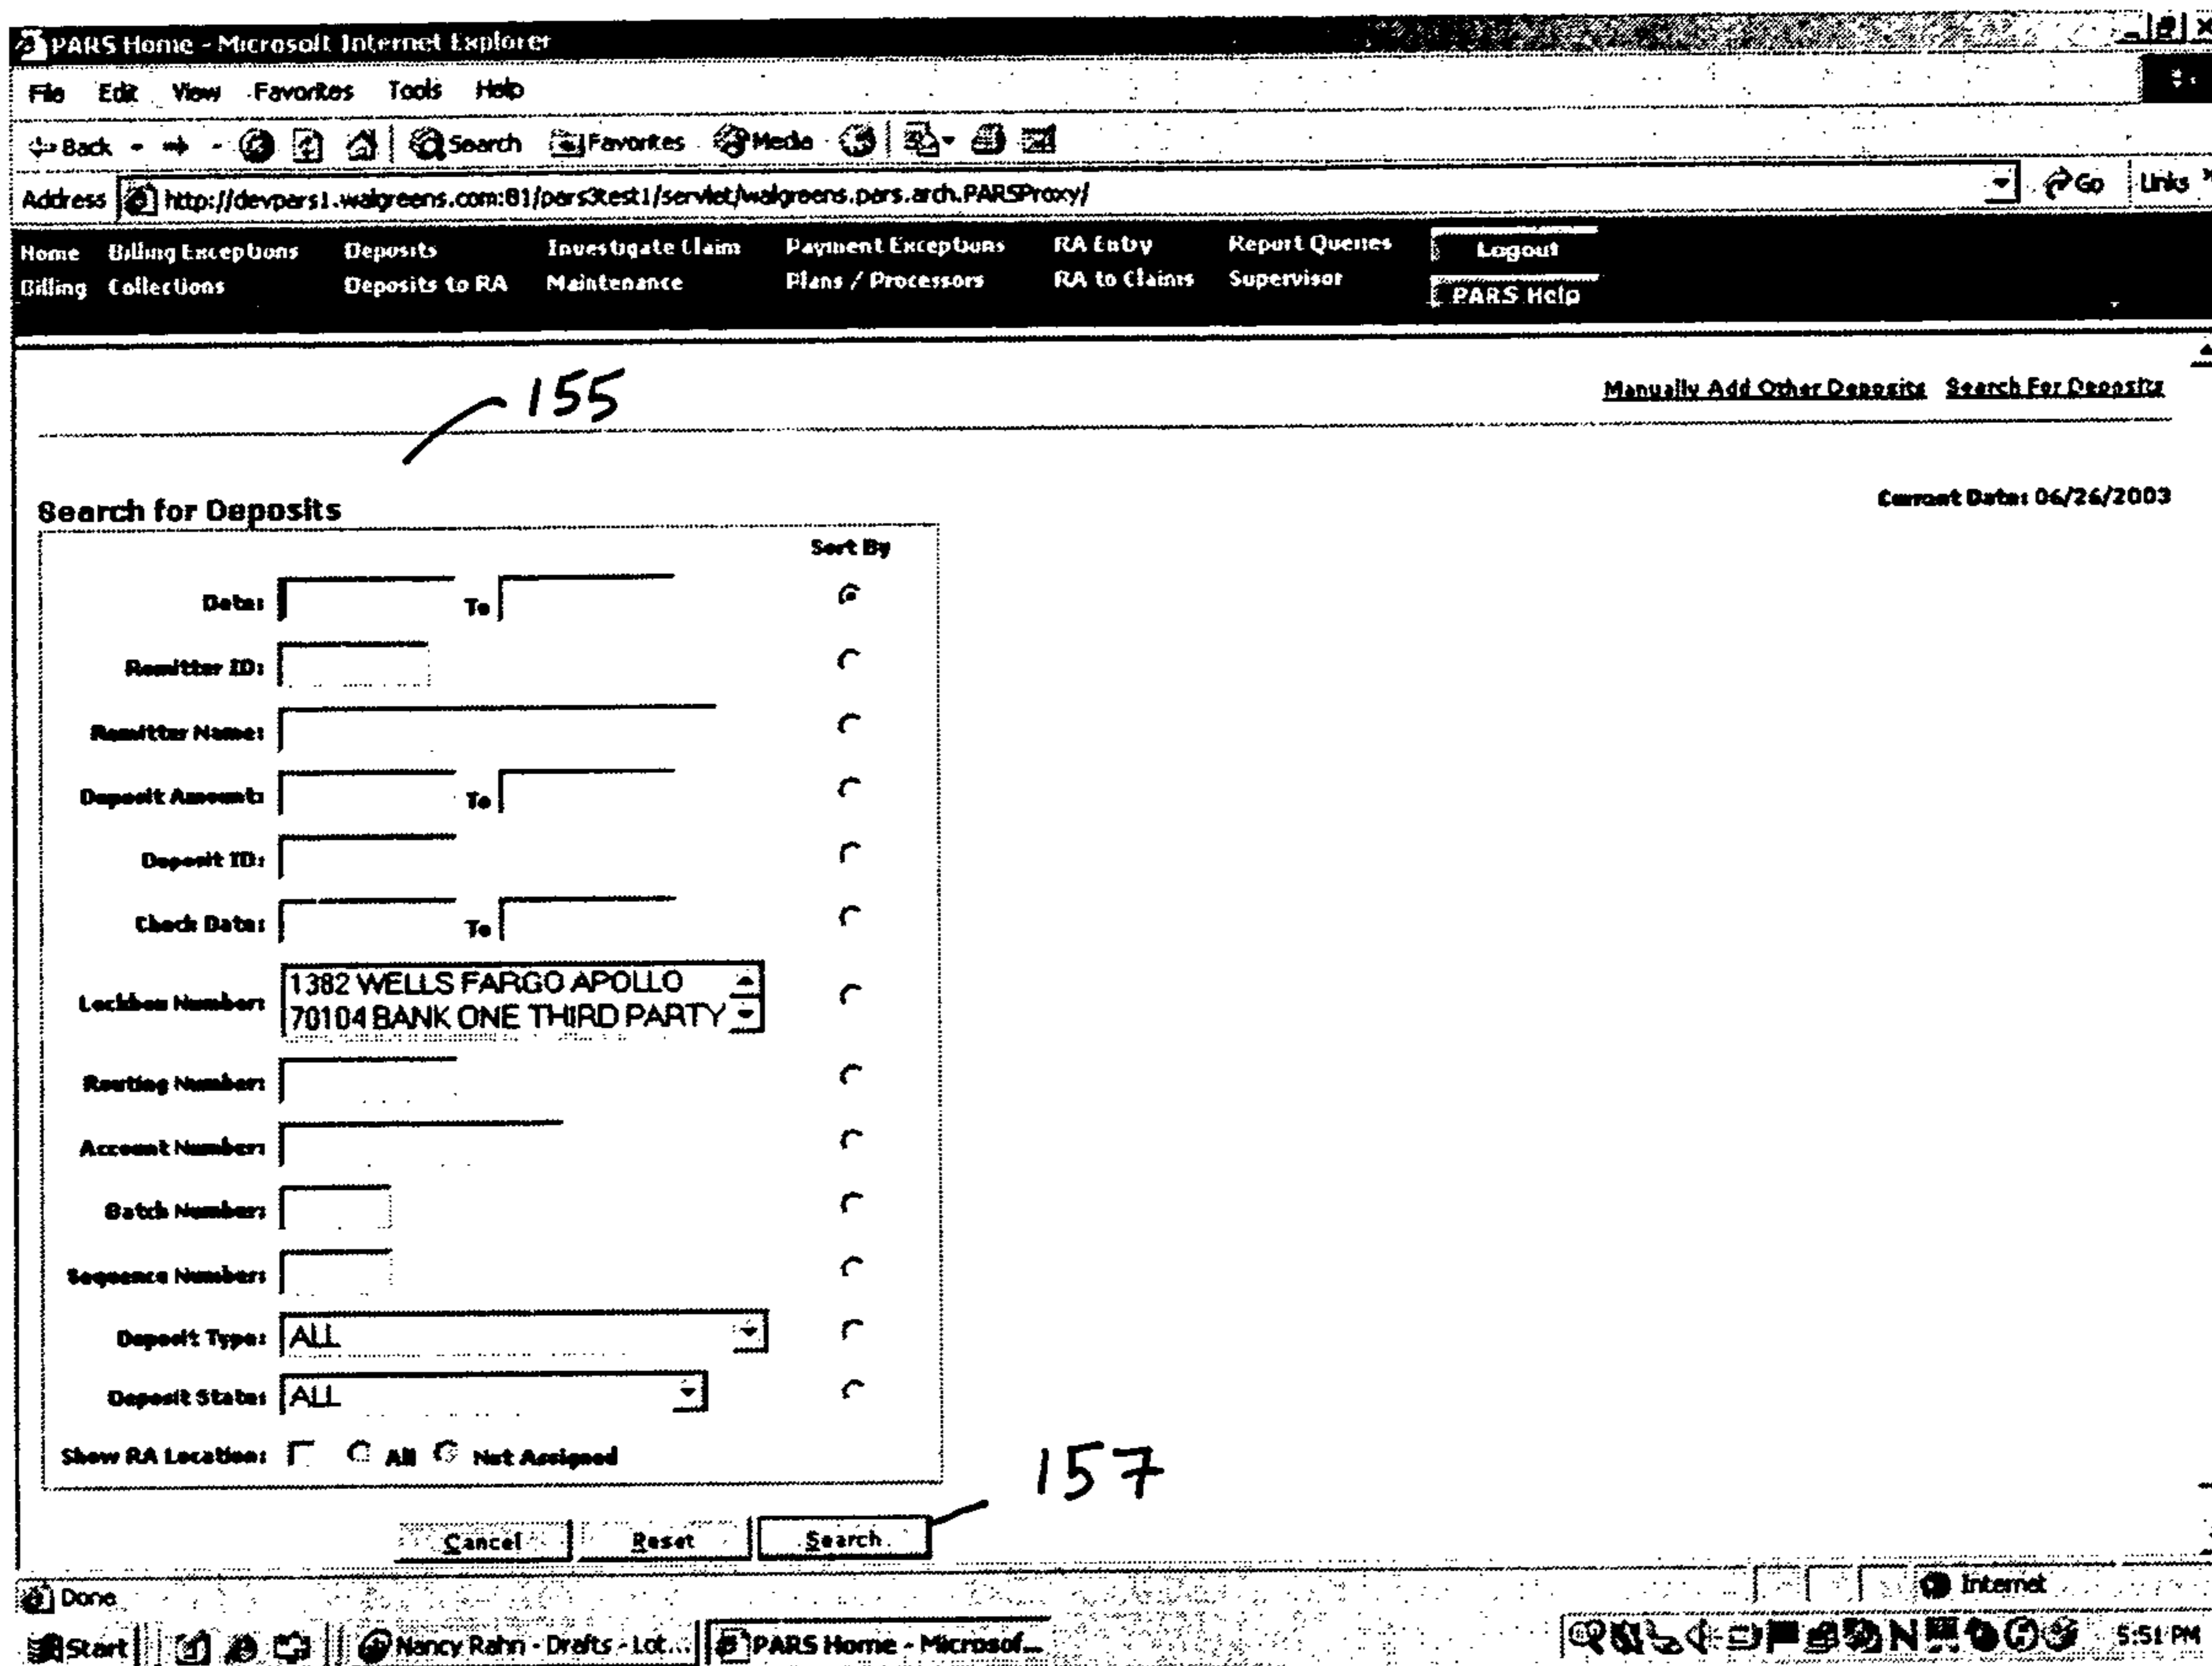 PARS Home - Microsoft Internet Explorer
File Edit View Favorites Tools Help
Back Search Favorites Media
Address http://devpars1.walgreens.com:81/pars3test1/servlet/walgreens.pars.arch.PARSProxy/ Go Links »
Home Billing Exceptions Deposits Investigate Claim Payment Exceptions RA Entry Report Queues Logout
Billing Collections Deposits to RA Maintenance Plans / Processors RA to Claims Supervisor PARS Help
155
Manually Add Other Deposits Search For Deposits
Search for Deposits
Current Date: 06/26/2003
Sort By
Date: To
Remitter ID:
Remitter Name:
Deposit Amount: To
Deposit ID:
Check Date: To
Lockbox Number: 1382 WELLS FARGO APOLLO
70104 BANK ONE THIRD PARTY
Routing Number:
Account Number:
Batch Number:
Sequence Number:
Deposit Type: ALL
Deposit State: ALL
Show RA Location: All Not Assigned
157
Cancel Reset Search
Done Internet
Start Nancy Rahn - Drafts - Lot... PARS Home - Microsof... 5:51 PM